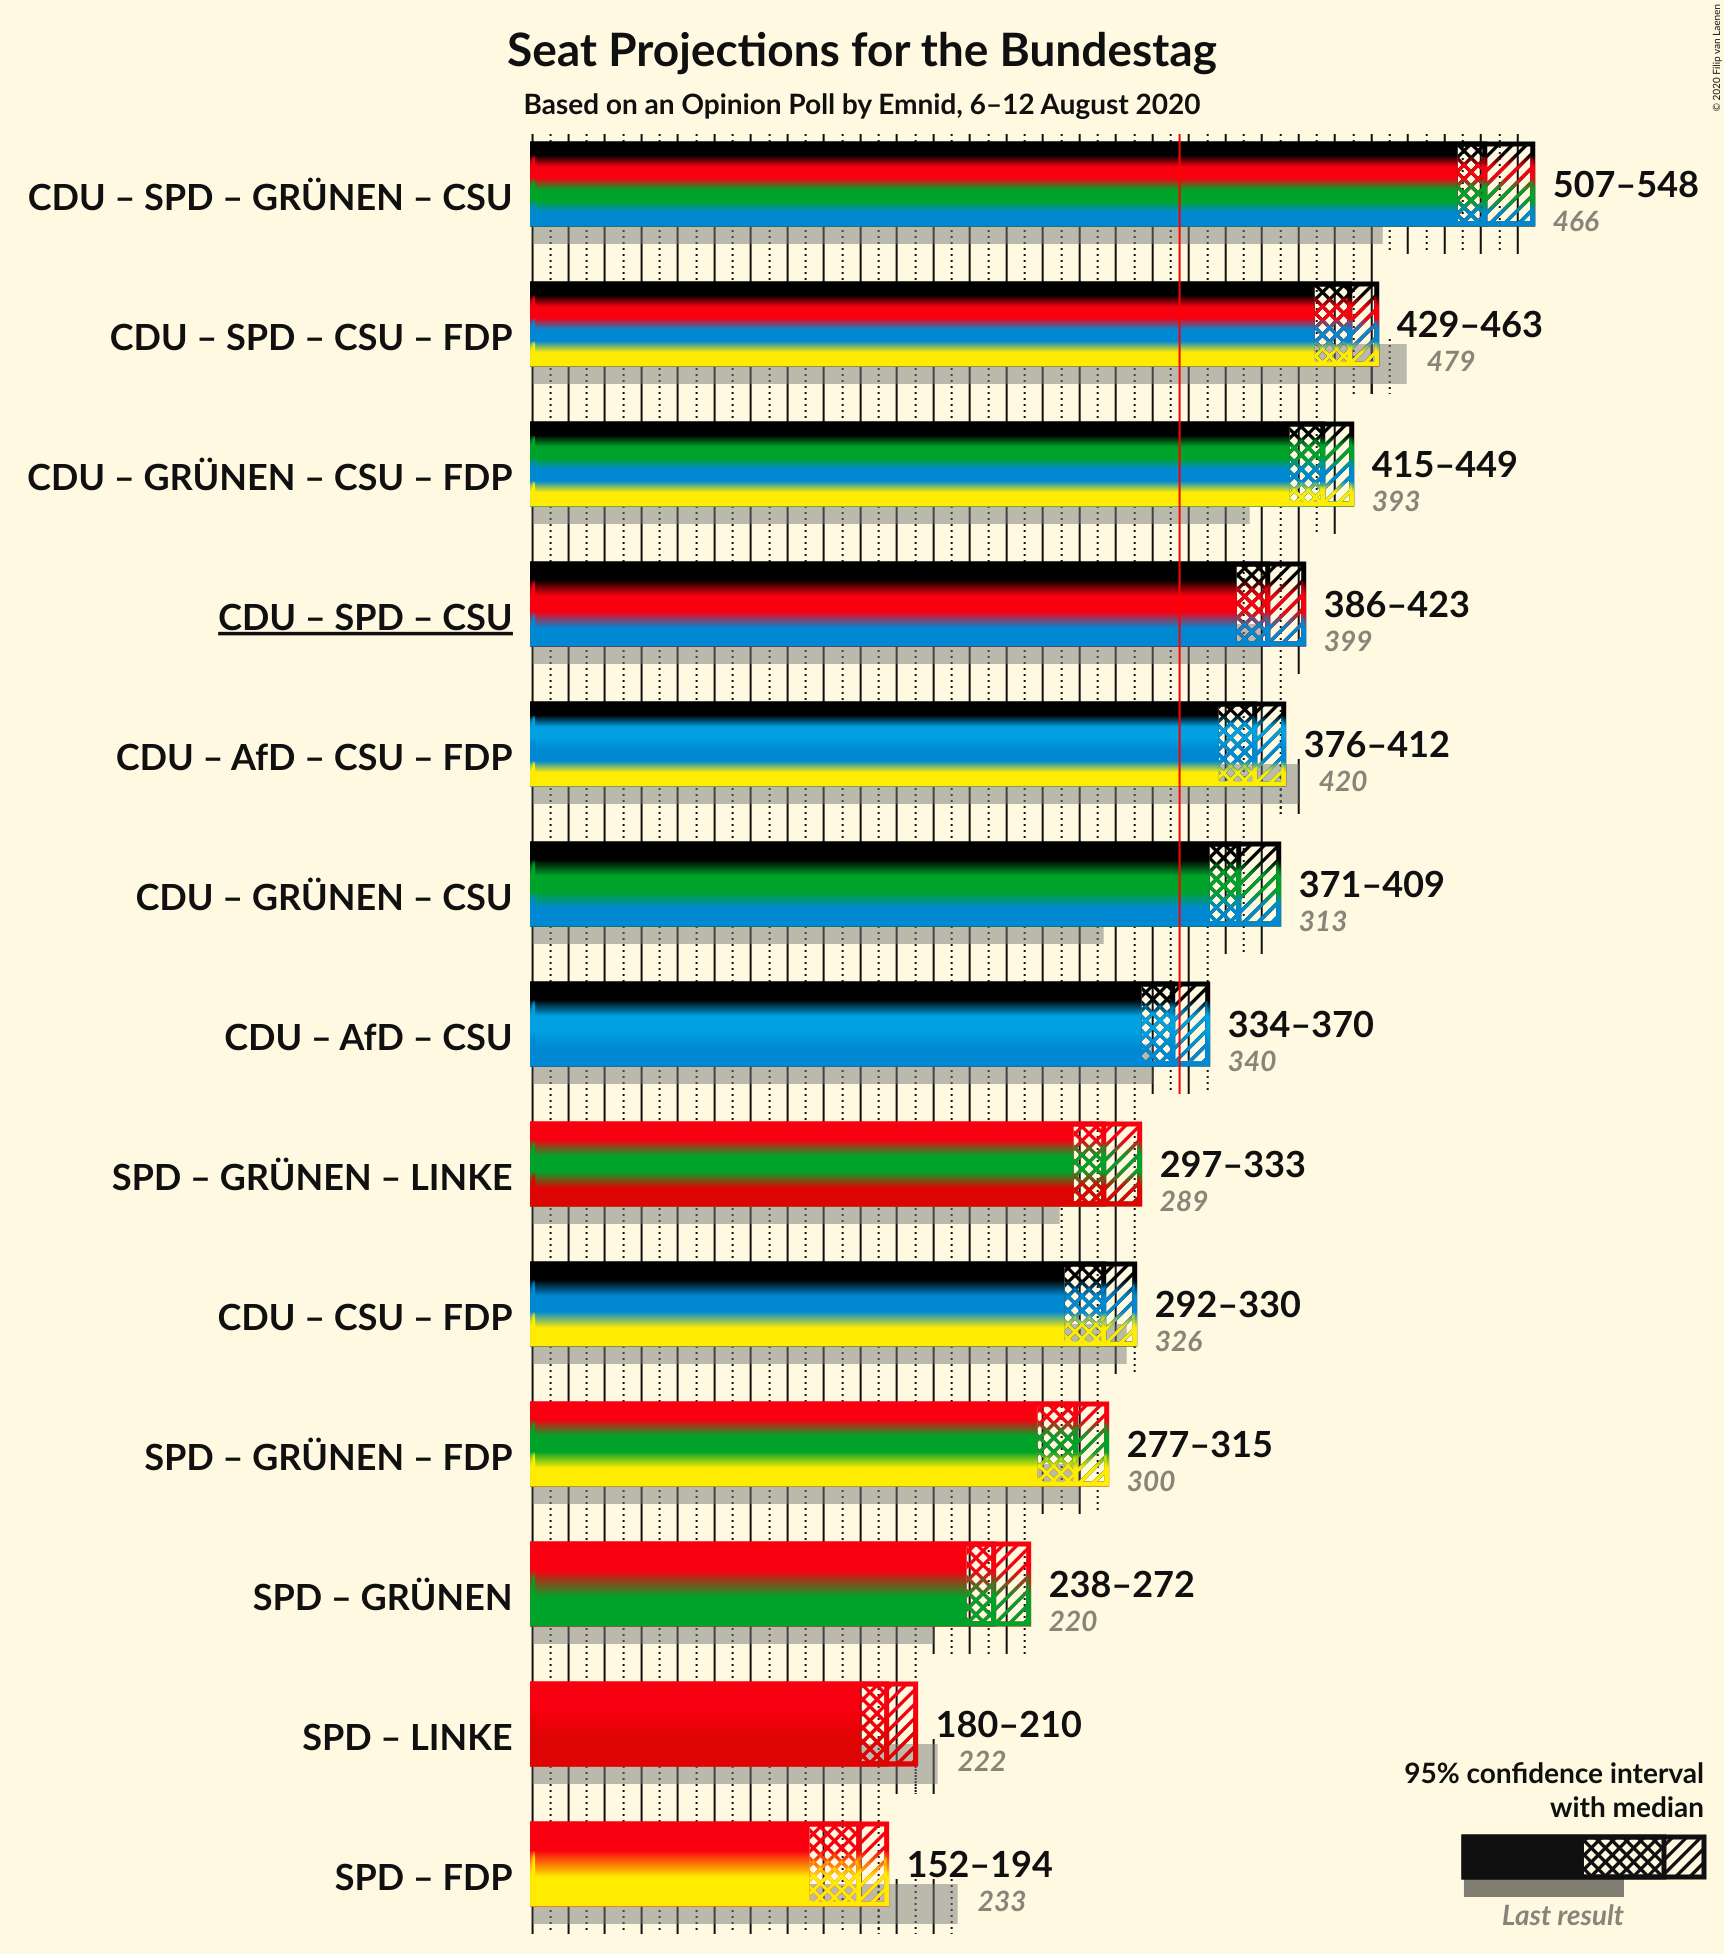 Seat Projections for the Bundestag
Based on an Opinion Poll by Emnid, 6–12 August 2020
© 2020 Filip van Laenen
CDU – SPD – GRÜNEN – CSU
507–548
466
CDU – SPD – CSU – FDP
429–463
479
CDU – GRÜNEN – CSU – FDP
415–449
393
CDU – SPD – CSU
386–423
399
CDU – AfD – CSU – FDP
376–412
420
CDU – GRÜNEN – CSU
371–409
313
CDU – AfD – CSU
334–370
340
SPD – GRÜNEN – LINKE
297–333
289
CDU – CSU – FDP
292–330
326
SPD – GRÜNEN – FDP
277–315
300
SPD – GRÜNEN
238–272
220
SPD – LINKE
180–210
222
SPD – FDP
152–194
233
95% confidence interval
with median
Last result